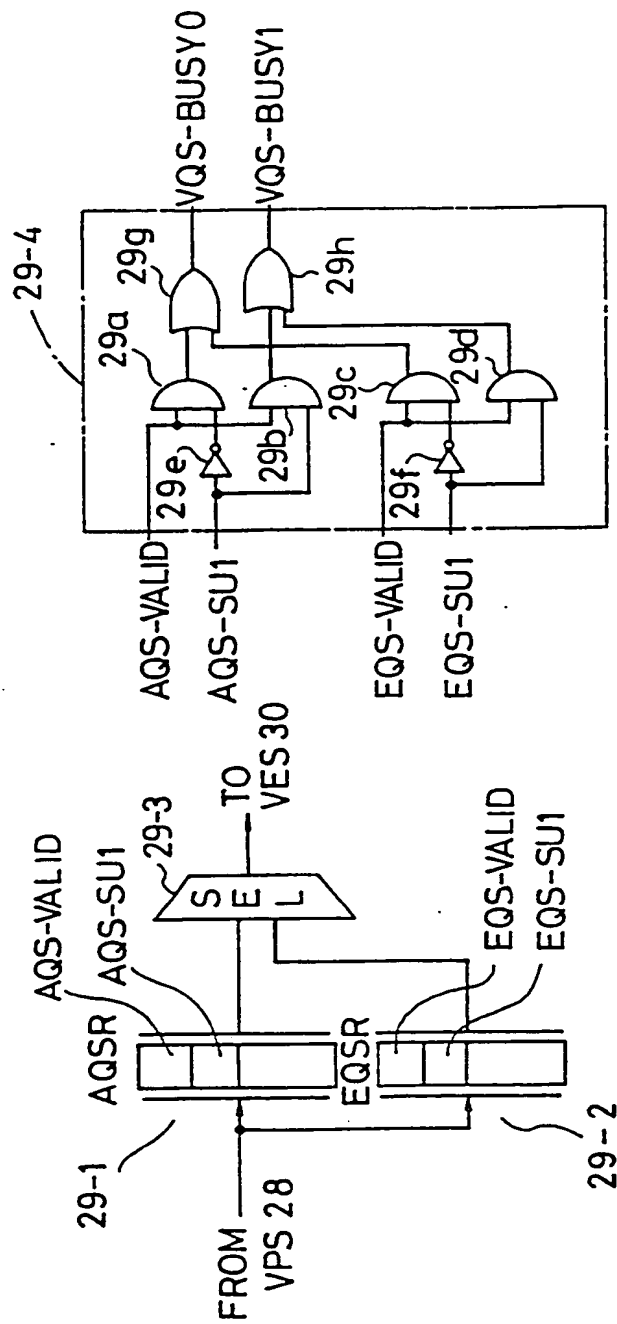 29-1
AQSR
AQS-VALID
AQS-SU1
29-3
SEL
TO
VES 30
FROM
VPS 28
EQSR
EQS-VALID
EQS-SU1
29-2
29-4
AQS-VALID
AQS-SU1
29e
29a
29b
29g
VQS-BUSY0
29h
VQS-BUSY1
EQS-VALID
EQS-SU1
29f
29c
29d